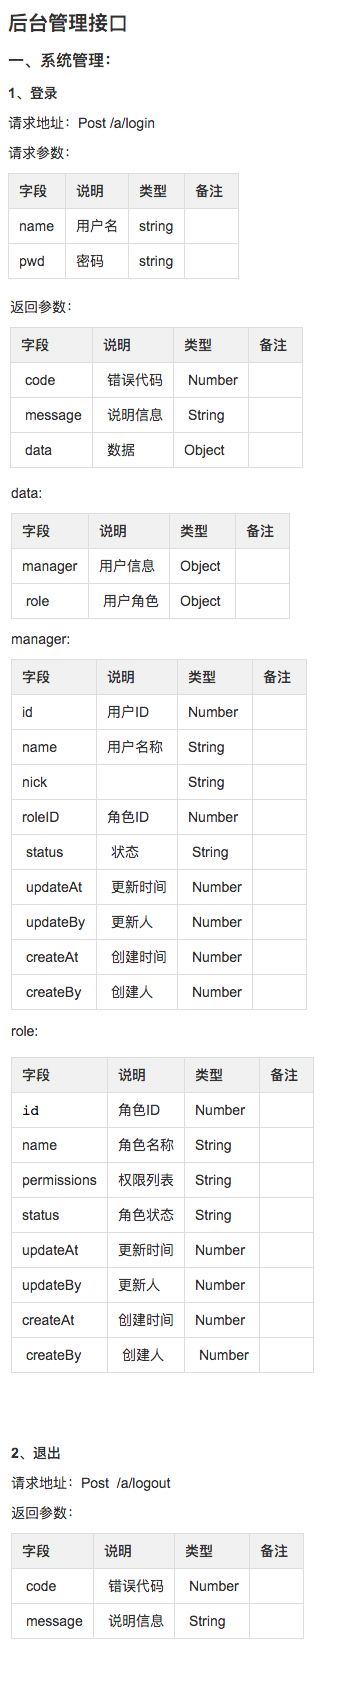 后台管理接口
一、系统管理：
1、登录
请求地址：Post /a/login
请求参数：
字段 说明 类型 备注
name 用户名 string
pwd 密码 string
返回参数：
字段 说明 类型 备注
code 错误代码 Number
message 说明信息 String
data 数据 Object
data:
字段 说明 类型 备注
manager 用户信息 Object
role 用户角色 Object
manager:
字段 说明 类型 备注
id 用户ID Number
name 用户名称 String
nick String
roleID 角色ID Number
status 状态 String
updateAt 更新时间 Number
updateBy 更新人 Number
createAt 创建时间 Number
createBy 创建人 Number
role:
字段 说明 类型 备注
id 角色ID Number
name 角色名称 String
permissions 权限列表 String
status 角色状态 String
updateAt 更新时间 Number
updateBy 更新人 Number
createAt 创建时间 Number
createBy 创建人 Number
2、退出
请求地址：Post /a/logout
返回参数：
字段 说明 类型 备注
code 错误代码 Number
message 说明信息 String